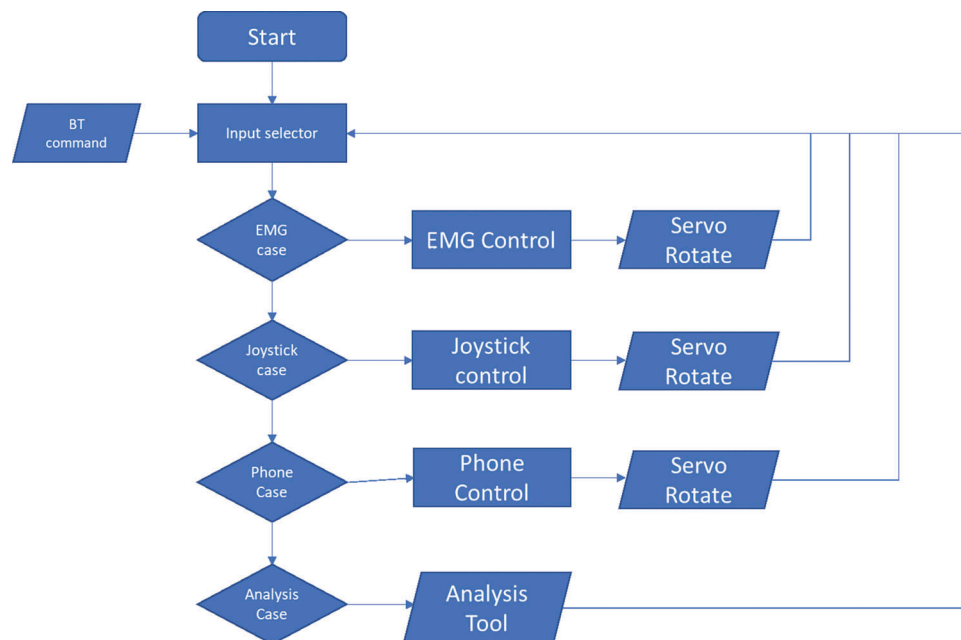 Start
BT
command
Input selector
EMG
case
EMG Control
Servo
Rotate
Joystick
case
Joystick
control
Servo
Rotate
Phone
Case
Phone
Control
Servo
Rotate
Analysis
Case
Analysis
Tool